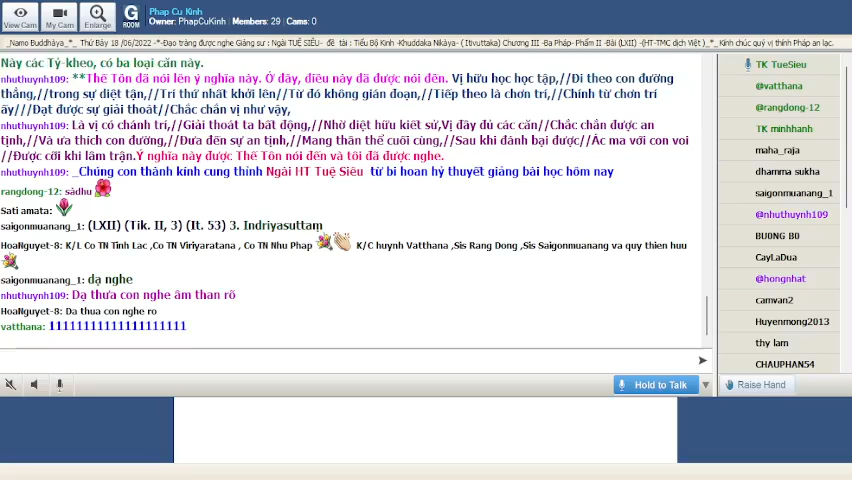 Phap Cu Kinh
Owner: PhapCuKinh | Members: 29 | Cams: 0
View Cam
My Cam
Enlarge
G ROOM
_Namo Buddhāya_*_ Thứ Bảy 18 /06/2022 -*-Đạo tràng được nghe Giảng sư : Ngài TUỆ SIÊU- đề tài : Tiểu Bộ Kinh -Khuddaka Nikàya- ( Itivuttaka) Chương III -Ba Pháp- Phẩm II -Bài (LXII) -(HT-TMC dịch Việt )_*_ Kính chúc quý vị thính Pháp an lạc.
Này các Tỷ-kheo, có ba loại căn này.
nhuthuynh109: **Thế Tôn đã nói lên ý nghĩa này. Ở đây, điều này đã được nói đến. Vị hữu học học tập,//Đi theo con đường
thẳng,//trong sự diệt tận,//Trí thứ nhất khởi lên//Từ đó không gián đoạn,//Tiếp theo là chơn trí,//Chính từ chơn trí
ấy///Đạt được sự giải thoát//Chắc chắn vị như vậy,
nhuthuynh109: Là vị có chánh trí,//Giải thoát ta bất động,//Nhờ diệt hữu kiết sử,Vị đầy đủ các căn//Chắc chắn được an
tịnh,//Và ưa thích con đường,//Đưa đến sự an tịnh,//Mang thân thể cuối cùng,//Sau khi đánh bại được//Ác ma với con voi
//Được cỡi khi lâm trận.Ý nghĩa này được Thế Tôn nói đến và tôi đã được nghe.
nhuthuynh109: _Chúng con thành kính cung thỉnh Ngài HT Tuệ Siêu từ bi hoan hỷ thuyết giảng bài học hôm nay
rangdong-12: sàdhu
Sati amata:
saigonmuanang_1: (LXII) (Tik. II, 3) (It. 53) 3. Indriyasuttaṃ
HoaNguyet-8: K/L Co TN Tinh Lac ,Co TN Viriyaratana , Co TN Nhu Phap K/C huynh Vatthana ,Sis Rang Dong ,Sis Saigonmuanang va quy thien huu
saigonmuanang_1: dạ nghe
nhuthuynh109: Dạ thưa con nghe âm than rõ
HoaNguyet-8: Da thua con nghe ro
vatthana: 11111111111111111111111
Hold to Talk
Raise Hand
TK TueSieu
@vatthana
@rangdong-12
TK minhhanh
maha_raja
dhamma sukha
saigonmuanang_1
@nhuthuynh109
BU0NG B0
CayLaDua
@hongnhat
camvan2
Huyenmong2013
thy lam
CHAUPHAN54